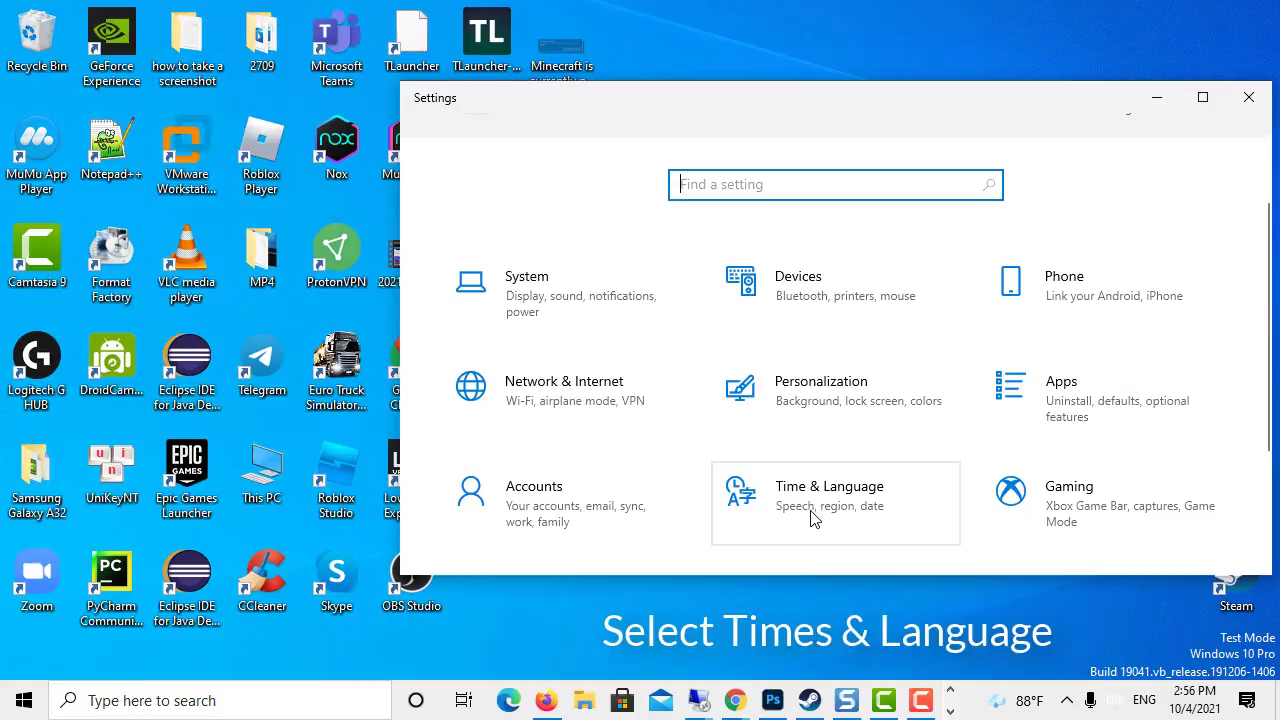 Recycle Bin
GeForce
Experience
how to take a
screenshot
2709
Microsoft
Teams
TLauncher
TL
TLauncher-...
Minecraft is
Settings
Find a setting
System
Display, sound, notifications,
power
Devices
Bluetooth, printers, mouse
Phone
Link your Android, iPhone
Network & Internet
Wi-Fi, airplane mode, VPN
Personalization
Background, lock screen, colors
Apps
Uninstall, defaults, optional
features
Accounts
Your accounts, email, sync,
work, family
Time & Language
Speech, region, date
Gaming
Xbox Game Bar, captures, Game
Mode
MuMu App
Player
Notepad++
VMware
Workstati...
Roblox
Player
nox
Nox
Camtasia 9
Format
Factory
VLC media
player
MP4
ProtonVPN
Logitech G
HUB
DroidCam...
Eclipse IDE
for Java De...
Telegram
Euro Truck
Simulator...
Samsung
Galaxy A32
UniKeyNT
EPIC
GAMES
Epic Games
Launcher
This PC
Roblox
Studio
Zoom
PC
PyCharm
Communi...
Eclipse IDE
for Java De...
CCleaner
Skype
OBS Studio
Steam
Select Times & Language
Test Mode
Windows 10 Pro
Build 19041.vb_release.191206-1406
Type here to search
88°F
ENG
2:56 PM
10/4/2021